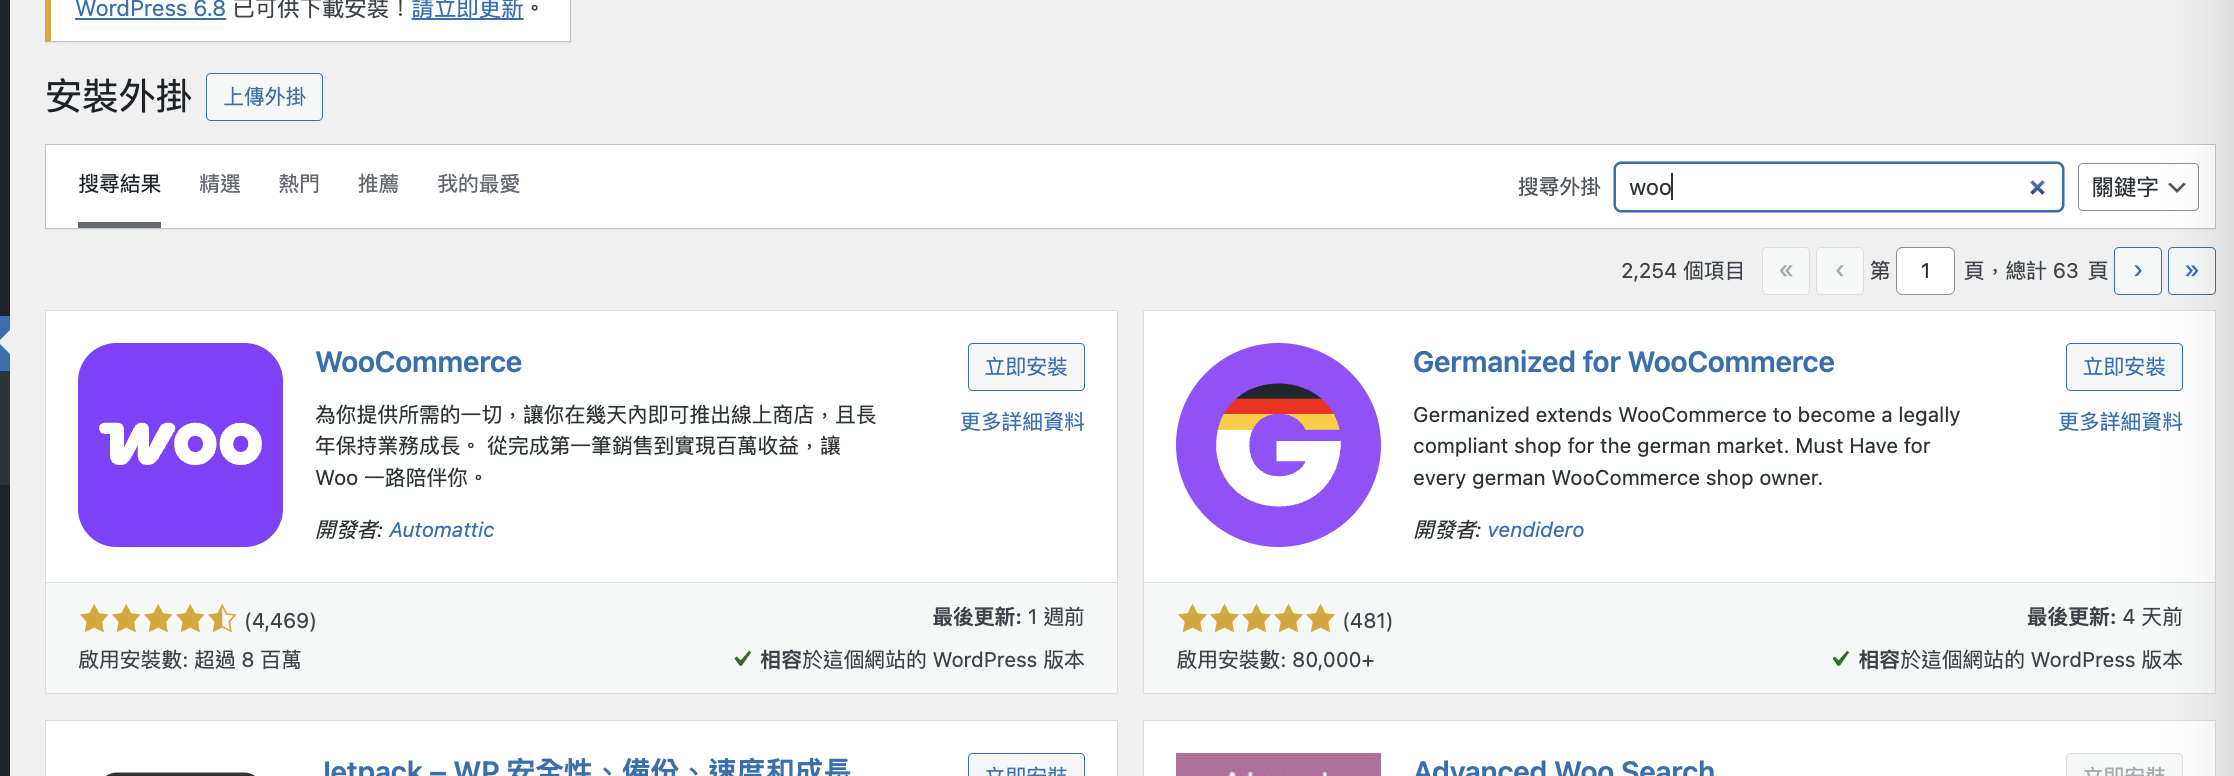 WordPress 6.8 已可供下載安裝！請立即更新。
安裝外掛 上傳外掛
搜尋結果 精選 熱門 推薦 我的最愛 搜尋外掛 woo 關鍵字
2,254 個項目 « ‹ 第 1 頁，總計 63 頁 › »
woo
WooCommerce
立即安裝
更多詳細資料
為你提供所需的一切，讓你在幾天內即可推出線上商店，且長
年保持業務成長。 從完成第一筆銷售到實現百萬收益，讓
Woo 一路陪伴你。
開發者: Automattic
(4,469)
最後更新: 1 週前
啟用安裝數: 超過 8 百萬
相容於這個網站的 WordPress 版本
G
Germanized for WooCommerce
立即安裝
更多詳細資料
Germanized extends WooCommerce to become a legally
compliant shop for the german market. Must Have for
every german WooCommerce shop owner.
開發者: vendidero
(481)
最後更新: 4 天前
啟用安裝數: 80,000+
相容於這個網站的 WordPress 版本
Jetpack – WP 安全性、備份、速度和成長
立即安裝
Advanced Woo Search
立即安裝